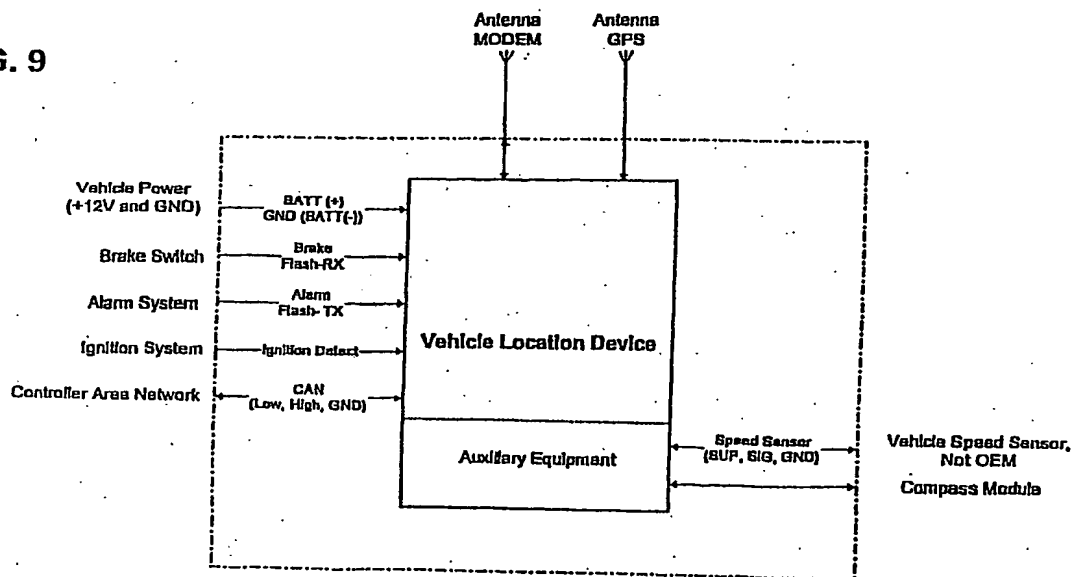 G. 9
Antenna
MODEM
Antenna
GPS
Vehicle Power
(+12V and GND)
BATT (+)
GND (BATT(-))
Brake Switch
Brake
Flash-RX
Alarm System
Alarm
Flash-TX
Ignition System
Ignition Detect
Controller Area Network
CAN
(Low, High, GND)
Vehicle Location Device
Auxiliary Equipment
Speed Sensor
(SUP, SIG, GND)
Vehicle Speed Sensor,
Not OEM
Compass Module